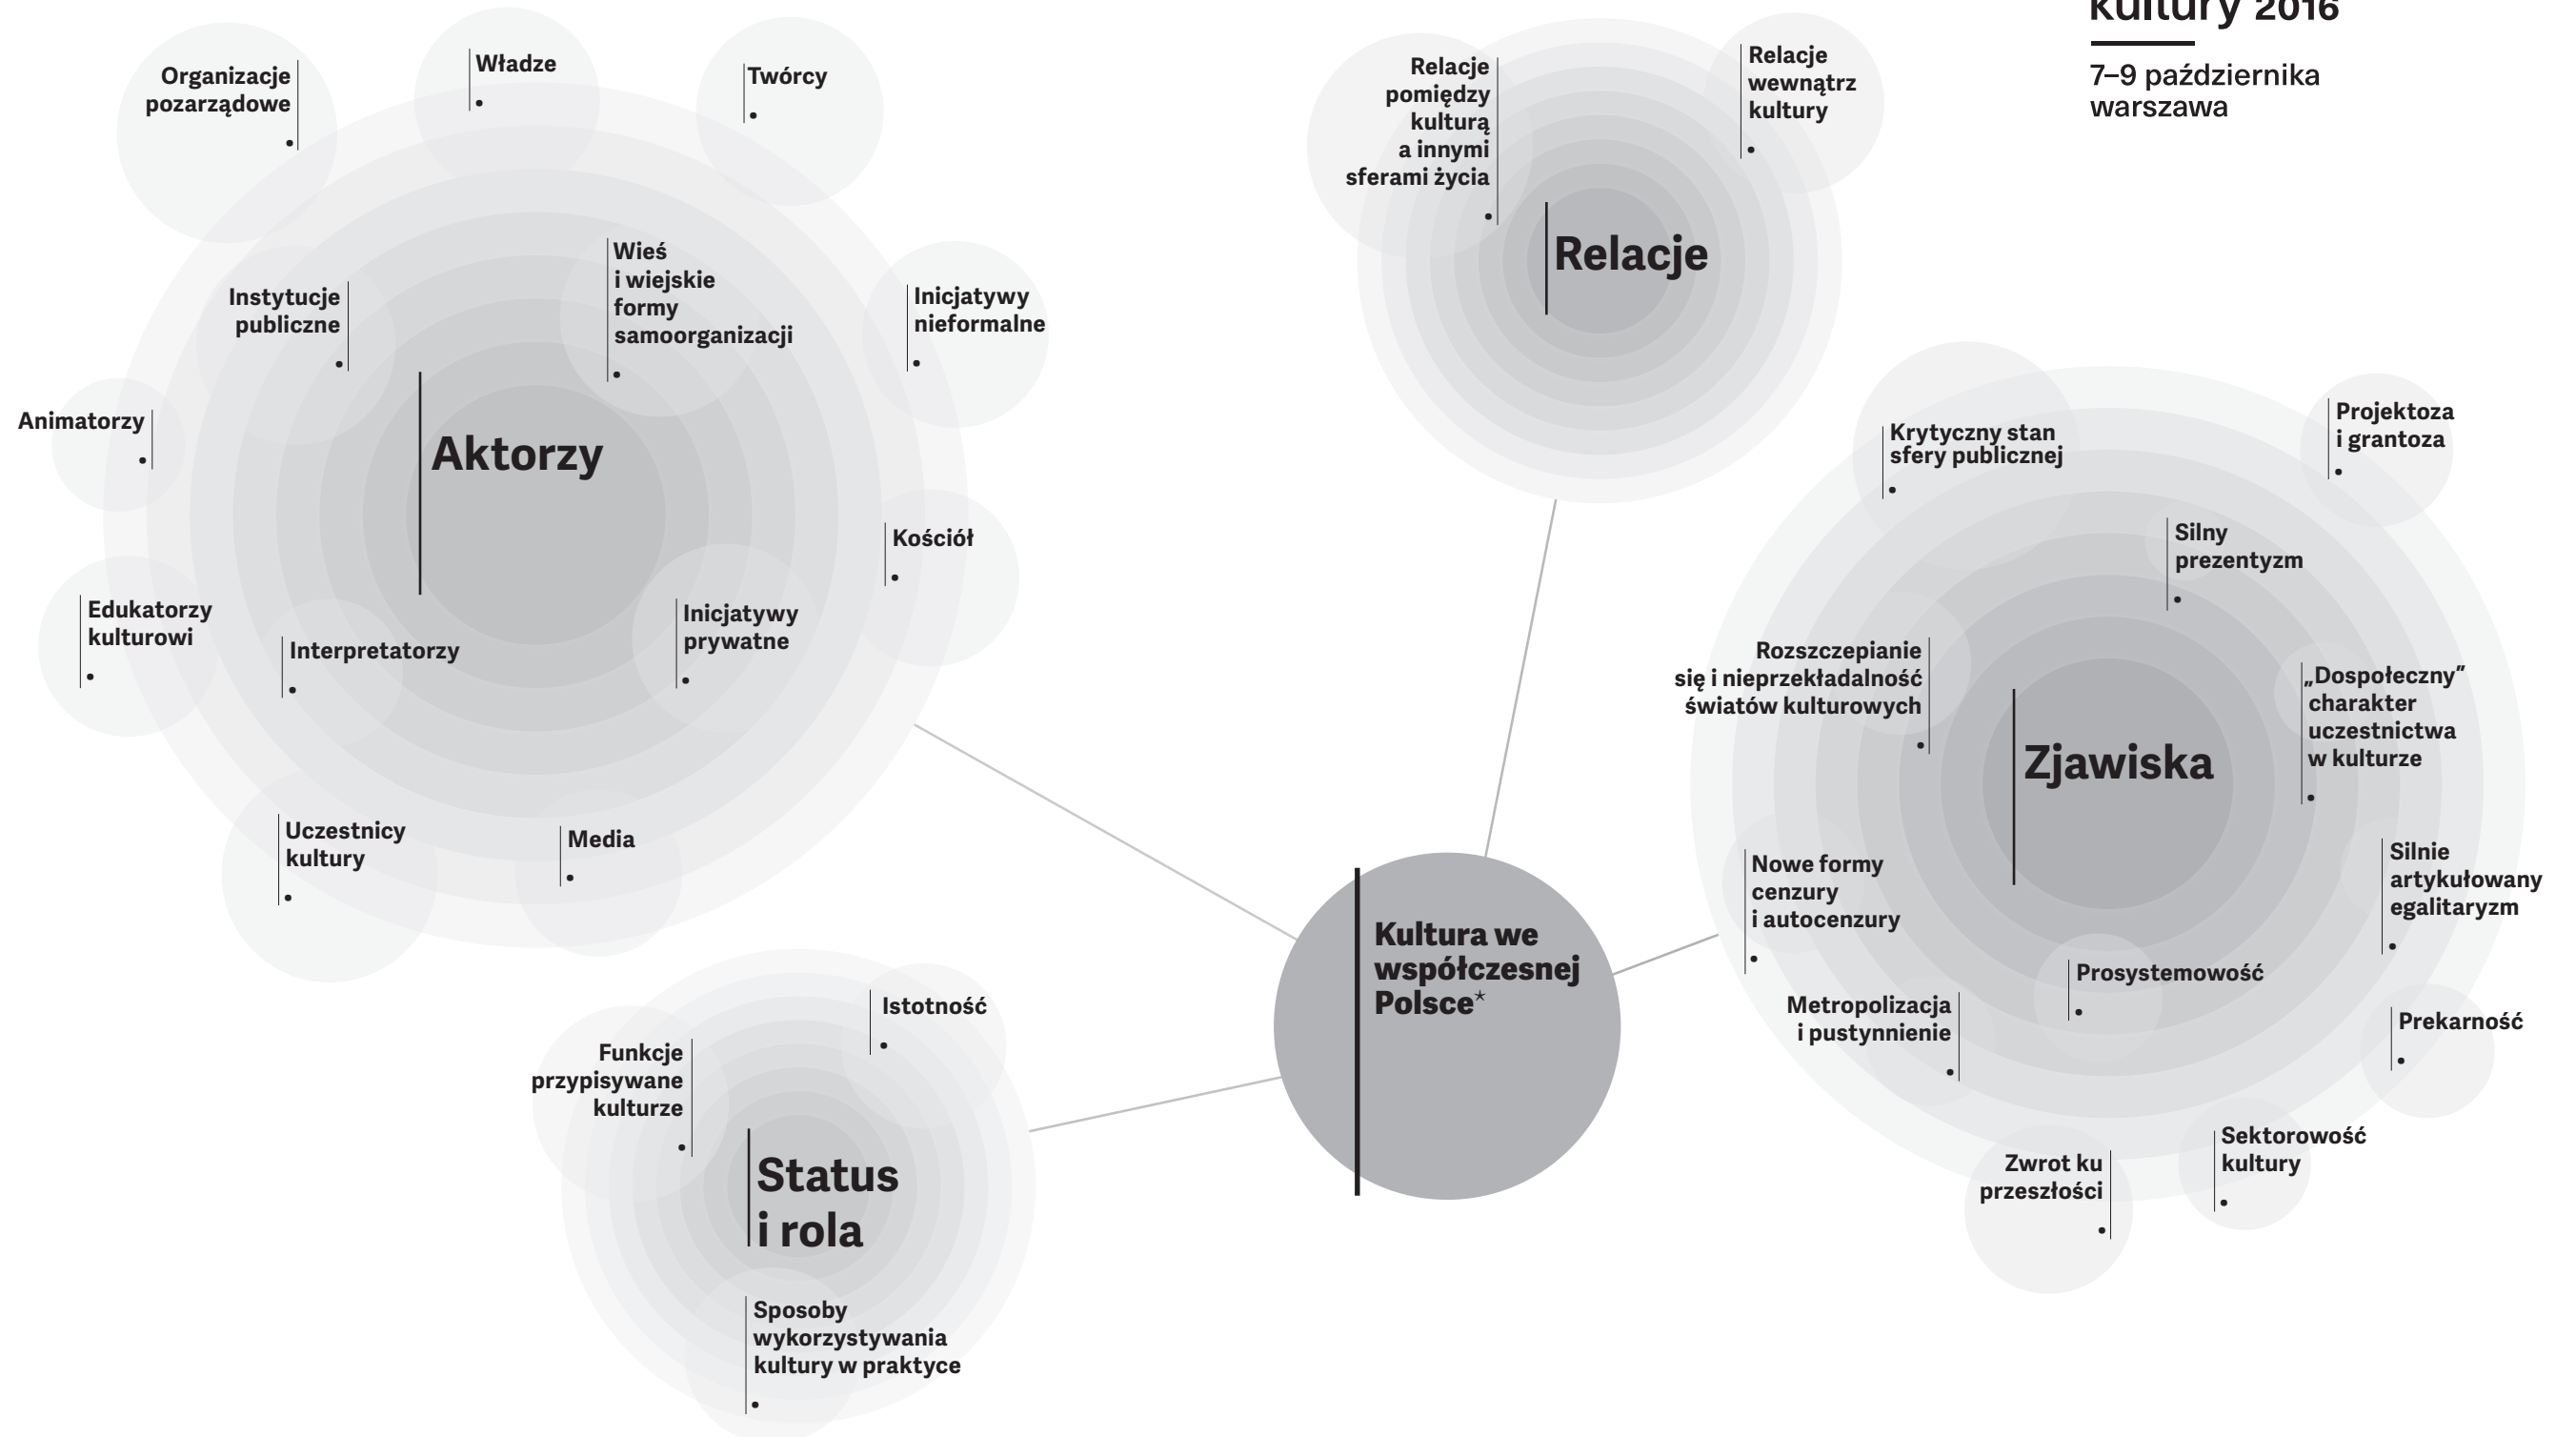 kultury 2016
7–9 października
warszawa
Organizacje
pozarządowe
Władze
Twórcy
Instytucje
publiczne
Wieś
i wiejskie
formy
samoorganizacji
Inicjatywy
nieformalne
Animatorzy
Aktorzy
Kościół
Edukatorzy
kulturowi
Interpretatorzy
Inicjatywy
prywatne
Uczestnicy
kultury
Media
Relacje
pomiędzy
kulturą
a innymi
sferami życia
Relacje
wewnątrz
kultury
Relacje
Krytyczny stan
sfery publicznej
Projektoza
i grantoza
Silny
prezentyzm
Rozszczepianie
się i nieprzekładalność
światów kulturowych
„Dospołeczny”
charakter
uczestnictwa
w kulturze
Zjawiska
Nowe formy
cenzury
i autocenzury
Silnie
artykułowany
egalitaryzm
Prosystemowość
Metropolizacja
i pustynnienie
Prekarność
Sektorowość
kultury
Zwrot ku
przeszłości
Kultura we
współczesnej
Polsce*
Istotność
Funkcje
przypisywane
kulturze
Status
i rola
Sposoby
wykorzystywania
kultury w praktyce